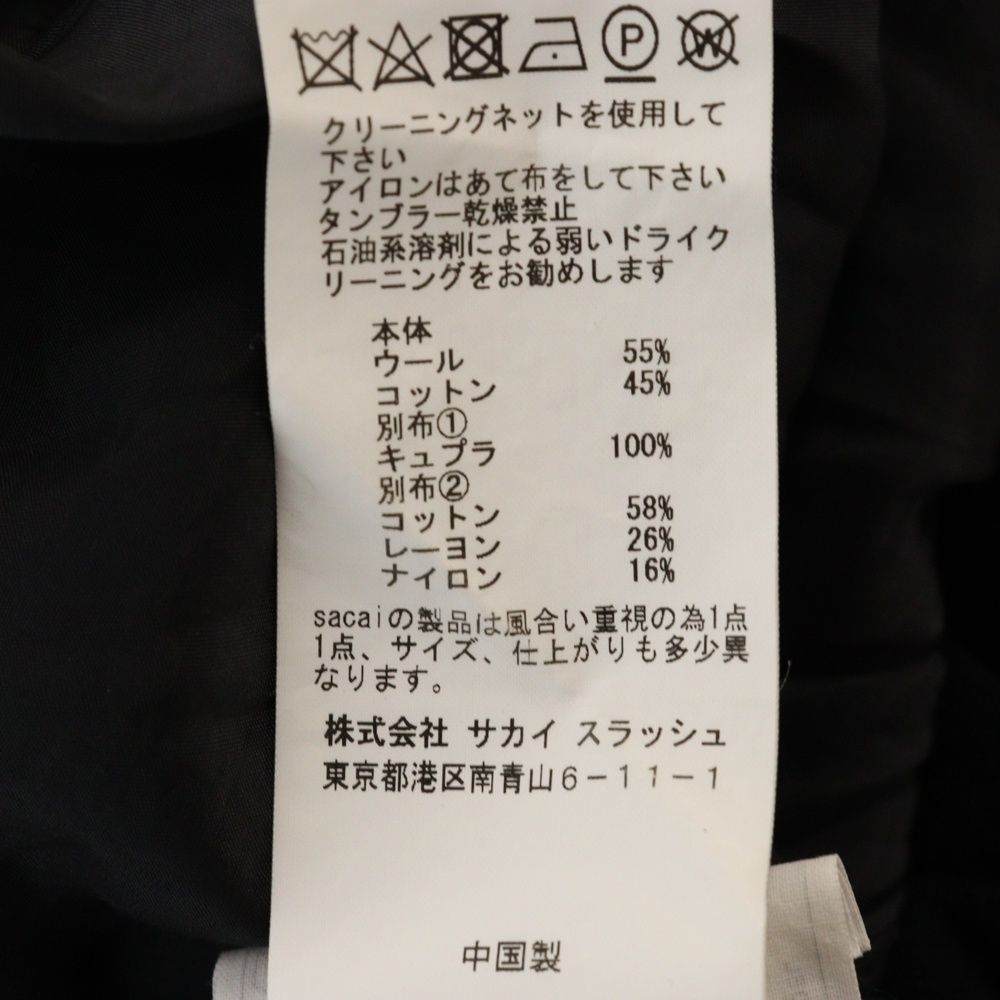 P W
クリーニングネットを使用して
下さい
アイロンはあて布をして下さい
タンブラー乾燥禁止
石油系溶剤による弱いドライク
リーニングをお勧めします
本体
ウール 55%
コットン 45%
別布①
キュプラ 100%
別布②
コットン 58%
レーヨン 26%
ナイロン 16%
sacaiの製品は風合い重視の為1点
1点、サイズ、仕上がりも多少異
なります。
株式会社 サカイ スラッシュ
東京都港区南青山6-11-1
中国製